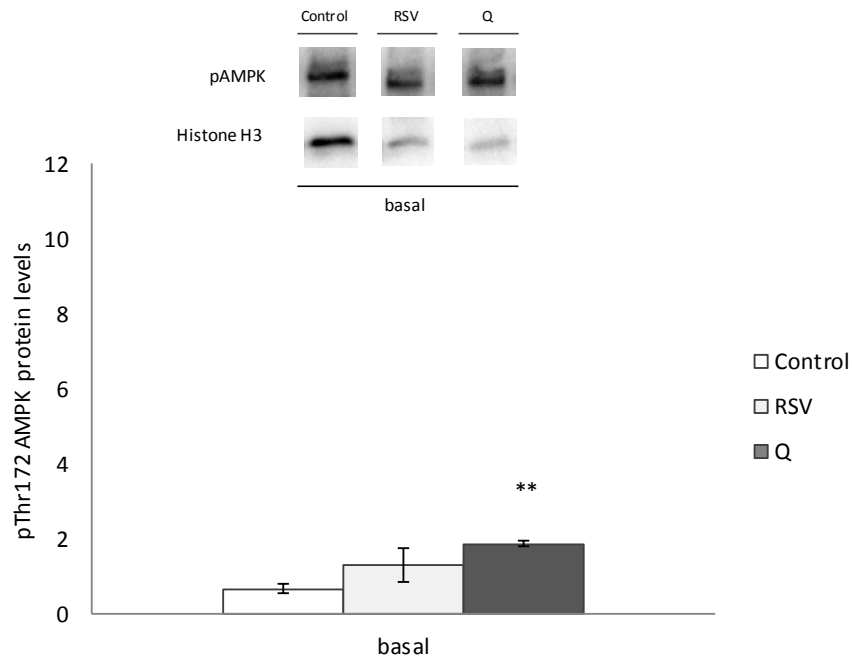 Control RSV Q
pAMPK
Histone H3
basal
pThr172 AMPK protein levels
12
10
8
6
4
2
0
**
basal
Control
RSV
Q